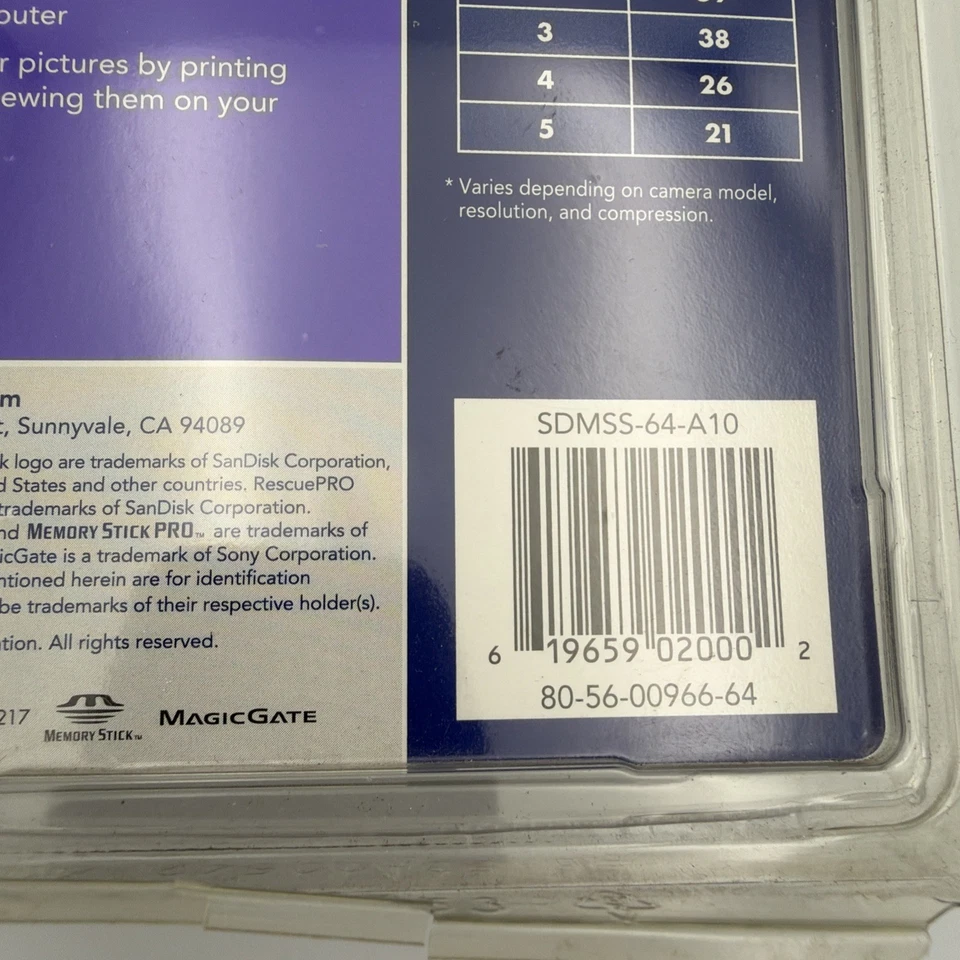 puter
r pictures by printing
ewing them on your
3 38
4 26
5 21
* Varies depending on camera model,
resolution, and compression.
m
, Sunnyvale, CA 94089
k logo are trademarks of SanDisk Corporation,
d States and other countries. RescuePRO
trademarks of SanDisk Corporation.
nd MEMORY STICK PRO™ are trademarks of
icGate is a trademark of Sony Corporation.
ntioned herein are for identification
be trademarks of their respective holder(s).
tion. All rights reserved.
217
MEMORY STICK™
MAGICGATE
SDMSS-64-A10
6 19659 02000 2
80-56-00966-64